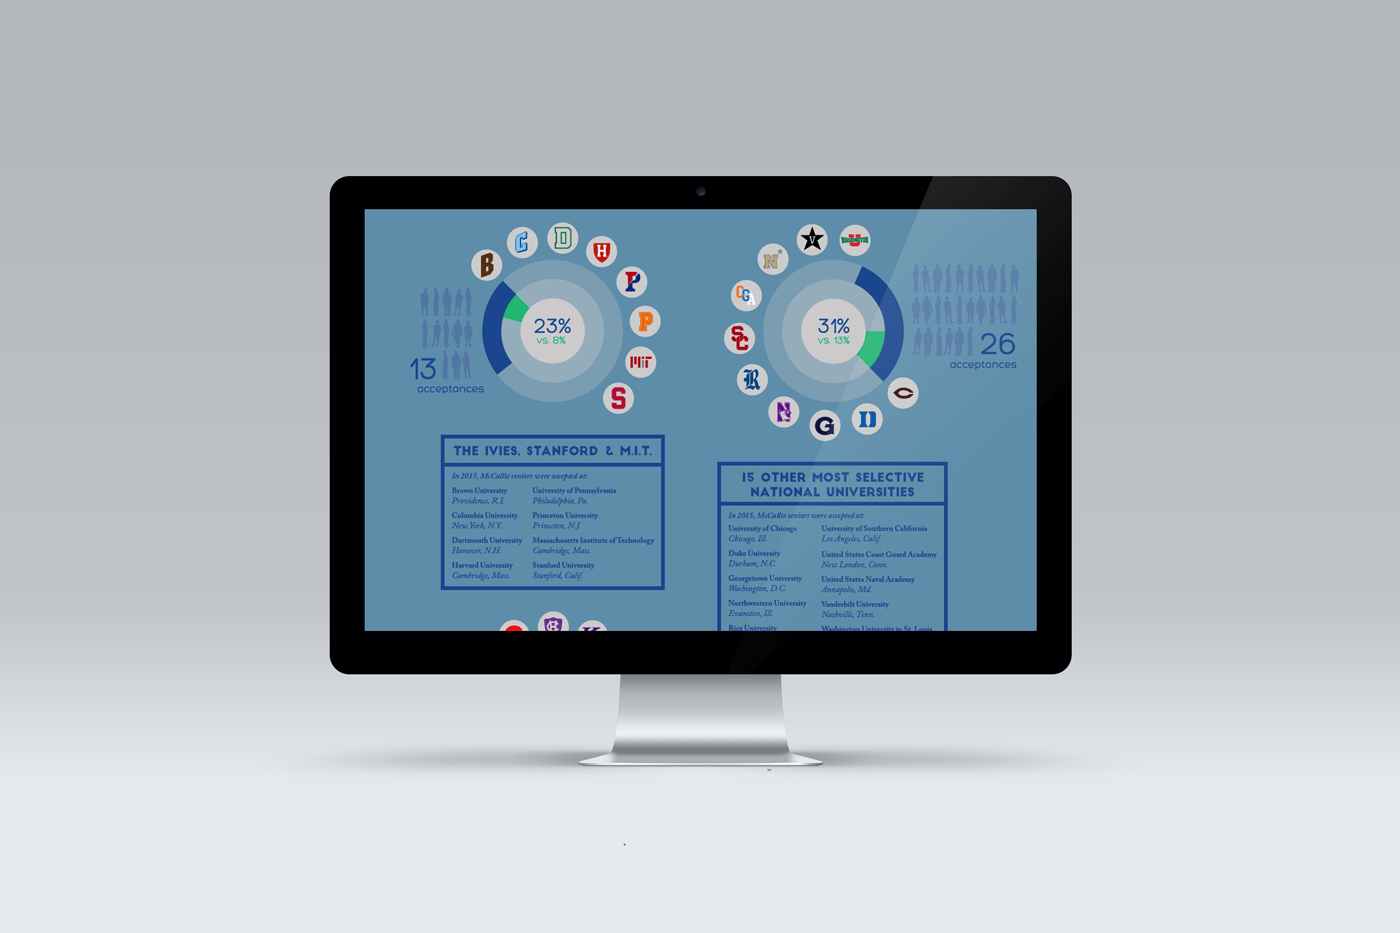 B
C
D
H
P
P
MIT
S
23%
vs. 8%
13
acceptances
THE IVIES, STANFORD & M.I.T.
In 2015, McCallie seniors were accepted at:
Brown University
Providence, R.I.
Columbia University
New York, N.Y.
Dartmouth University
Hanover, N.H.
Harvard University
Cambridge, Mass.
University of Pennsylvania
Philadelphia, Pa.
Princeton University
Princeton, N.J.
Massachusetts Institute of Technology
Cambridge, Mass.
Stanford University
Stanford, Calif.
V
WASHINGTON
U
N
CGA
SC
R
N
G
D
C
31%
vs. 13%
26
acceptances
15 OTHER MOST SELECTIVE
NATIONAL UNIVERSITIES
In 2015, McCallie seniors were accepted at:
University of Chicago
Chicago, Ill.
Duke University
Durham, N.C.
Georgetown University
Washington, D.C.
Northwestern University
Evanston, Ill.
Rice University
University of Southern California
Los Angeles, Calif.
United States Coast Guard Academy
New London, Conn.
United States Naval Academy
Annapolis, Md.
Vanderbilt University
Nashville, Tenn.
Washington University in St. Louis